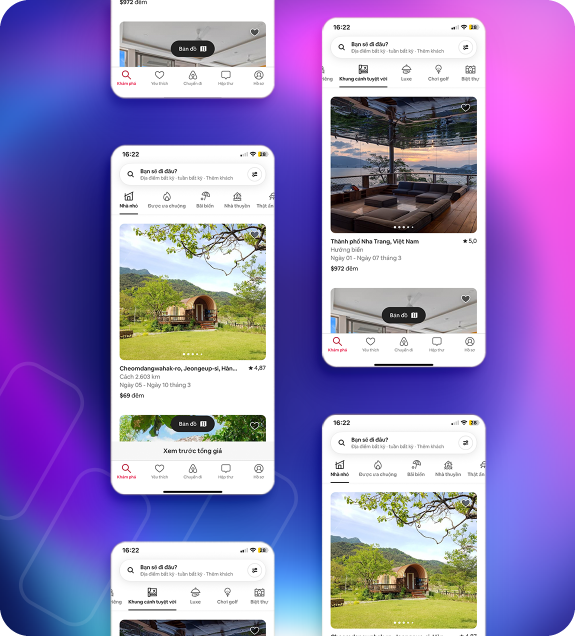 $972 đêm
Bản đồ
Khám phá
Yêu thích
Chuyến đi
Hộp thư
Hồ sơ
16:22
28
Bạn sẽ đi đâu?
Địa điểm bất kỳ · tuần bất kỳ · Thêm khách
Nhà nhỏ
Được ưa chuộng
Bãi biển
Nhà thuyền
Thật ấn
Cheomdangwahak-ro, Jeongeup-si, Hàn...
4,87
Cách 2.603 km
Ngày 05 - Ngày 10 tháng 3
$69 đêm
Bản đồ
Xem trước tổng giá
Khám phá
Yêu thích
Chuyến đi
Hộp thư
Hồ sơ
16:22
28
Bạn sẽ đi đâu?
Địa điểm bất kỳ · tuần bất kỳ · Thêm khách
riêng
Khung cảnh tuyệt vời
Luxe
Chơi golf
Biệt thự
16:22
28
Bạn sẽ đi đâu?
Địa điểm bất kỳ · tuần bất kỳ · Thêm khách
riêng
Khung cảnh tuyệt vời
Luxe
Chơi golf
Biệt thự
Thành phố Nha Trang, Việt Nam
5,0
Hướng biển
Ngày 01 - Ngày 07 tháng 3
$972 đêm
Bản đồ
Khám phá
Yêu thích
Chuyến đi
Hộp thư
Hồ sơ
16:22
28
Bạn sẽ đi đâu?
Địa điểm bất kỳ · tuần bất kỳ · Thêm khách
Nhà nhỏ
Được ưa chuộng
Bãi biển
Nhà thuyền
Thật ấn